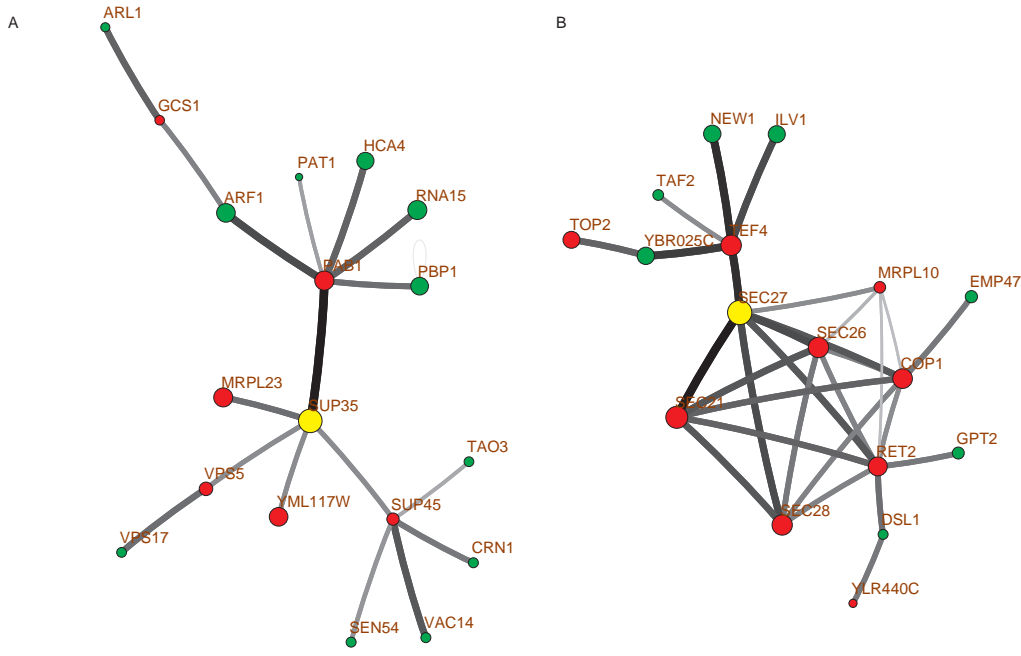 A
ARL1
GCS1
HCA4
PAT1
ARF1
RNA15
PAB1
PBP1
MRPL23
SUP35
TAO3
VPS5
YML117W
SUP45
VPS17
CRN1
SEN54
VAC14
B
NEW1
ILV1
TAF2
TOP2
YBR025C
TEF4
MRPL10
EMP47
SEC27
SEC26
COP1
SEC21
RET2
GPT2
SEC28
DSL1
YLR440C